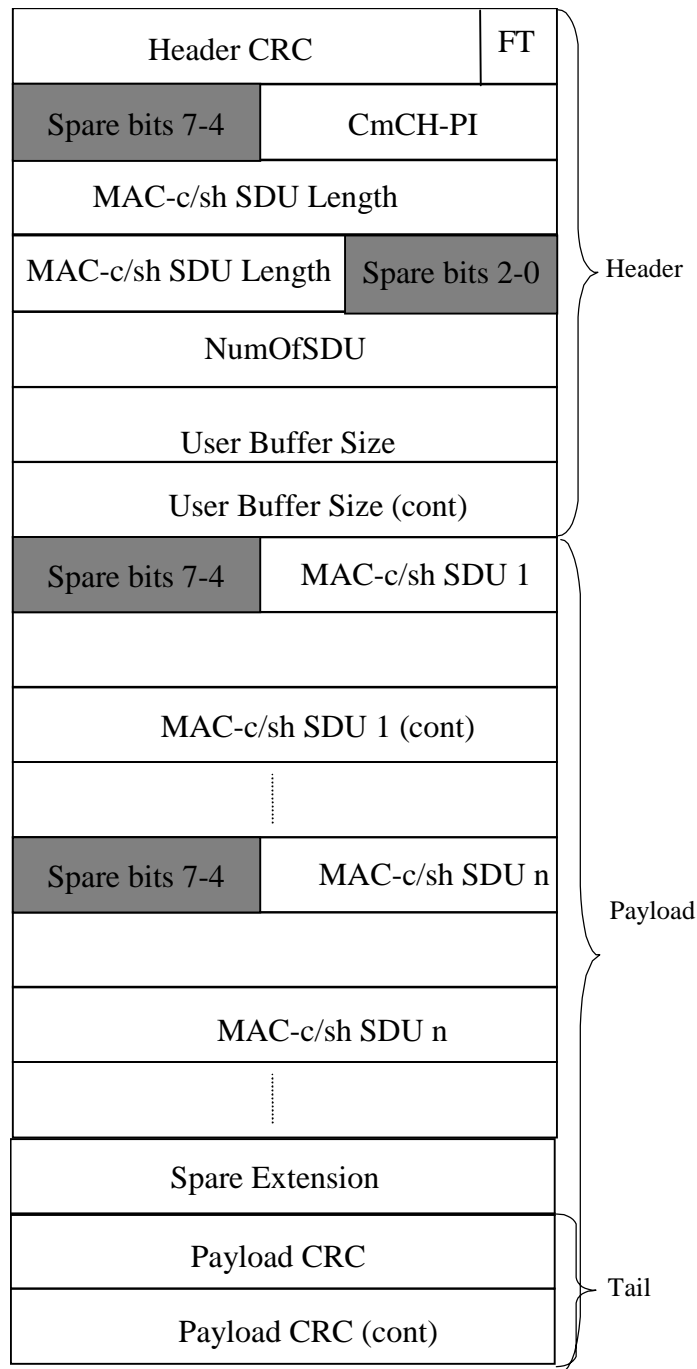 Header CRC FT
Spare bits 7-4 CmCH-PI
MAC-c/sh SDU Length
MAC-c/sh SDU Length Spare bits 2-0
Header
NumOfSDU
User Buffer Size
User Buffer Size (cont)
Spare bits 7-4 MAC-c/sh SDU 1
MAC-c/sh SDU 1 (cont)
Spare bits 7-4 MAC-c/sh SDU n
Payload
MAC-c/sh SDU n
Spare Extension
Payload CRC
Tail
Payload CRC (cont)